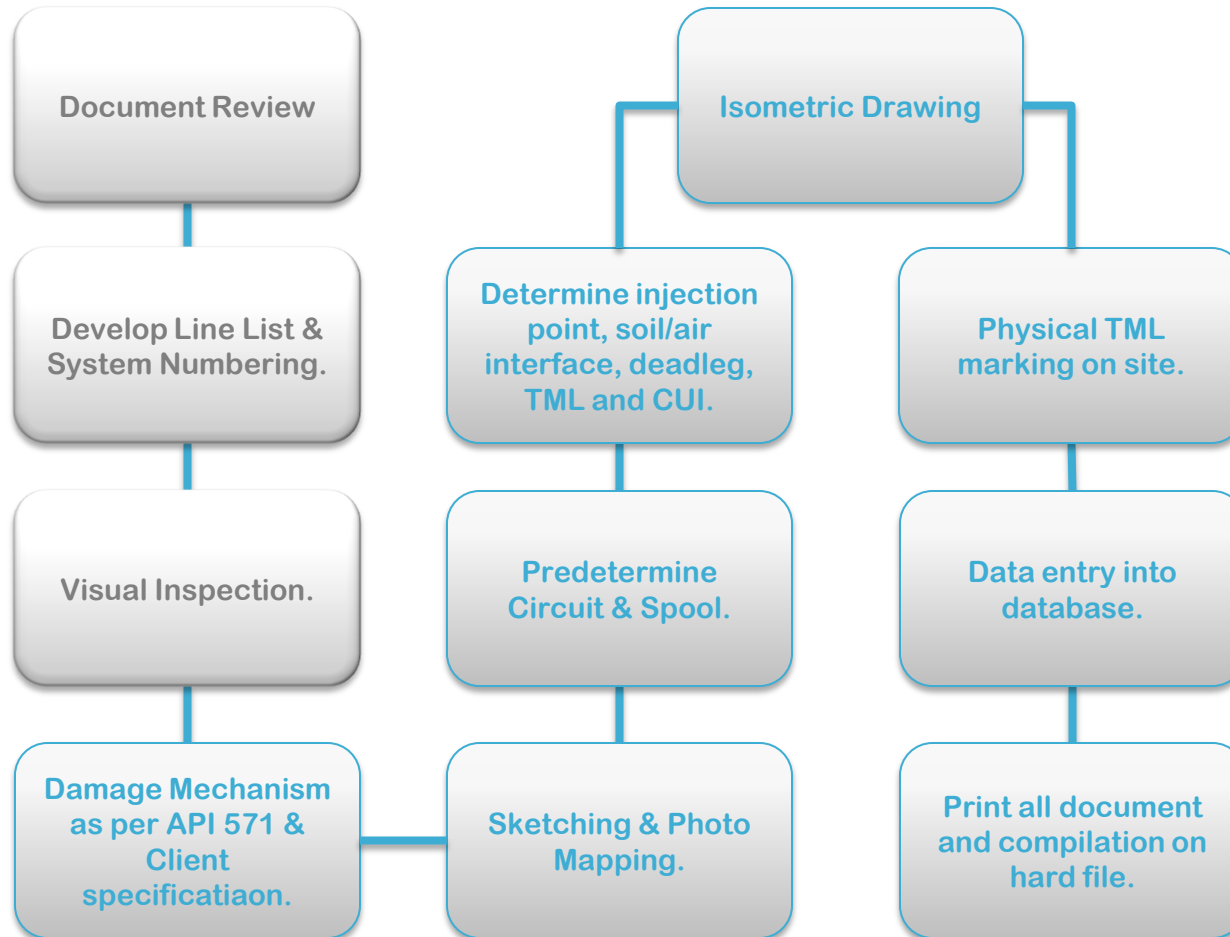 Document Review
Develop Line List &
System Numbering.
Visual Inspection.
Damage Mechanism
as per API 571 &
Client
specificatiaon.
Sketching & Photo
Mapping.
Predetermine
Circuit & Spool.
Determine injection
point, soil/air
interface, deadleg,
TML and CUI.
Isometric Drawing
Physical TML
marking on site.
Data entry into
database.
Print all document
and compilation on
hard file.